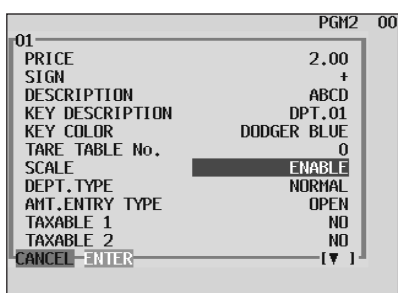 PGM2 00
01
PRICE 2.00
SIGN +
DESCRIPTION ABCD
KEY DESCRIPTION DPT.01
KEY COLOR DODGER BLUE
TARE TABLE No. 0
SCALE ENABLE
DEPT.TYPE NORMAL
AMT.ENTRY TYPE OPEN
TAXABLE 1 NO
TAXABLE 2 NO
CANCEL ENTER [▼ ]